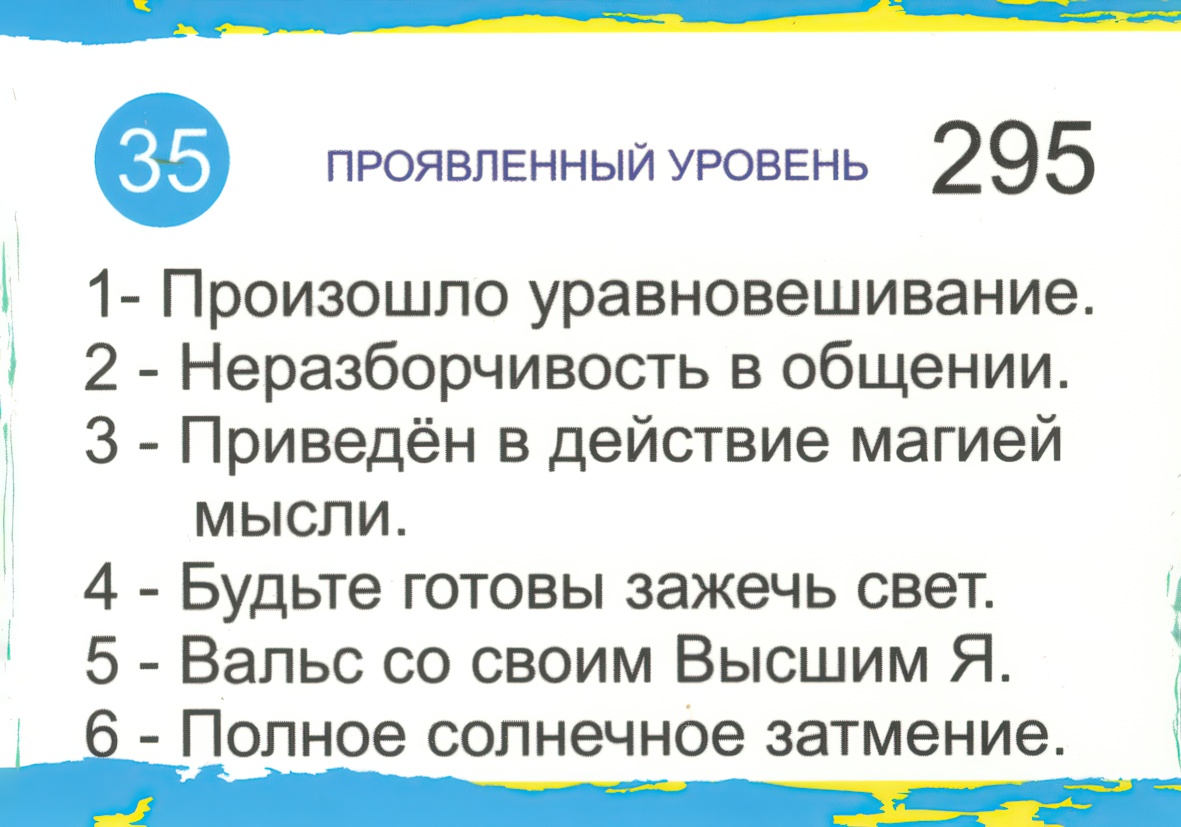 35 ПРОЯВЛЕННЫЙ УРОВЕНЬ 295
1- Произошло уравновешивание.
2 - Неразборчивость в общении.
3 - Приведён в действие магией
мысли.
4 - Будьте готовы зажечь свет.
5 - Вальс со своим Высшим Я.
6 - Полное солнечное затмение.